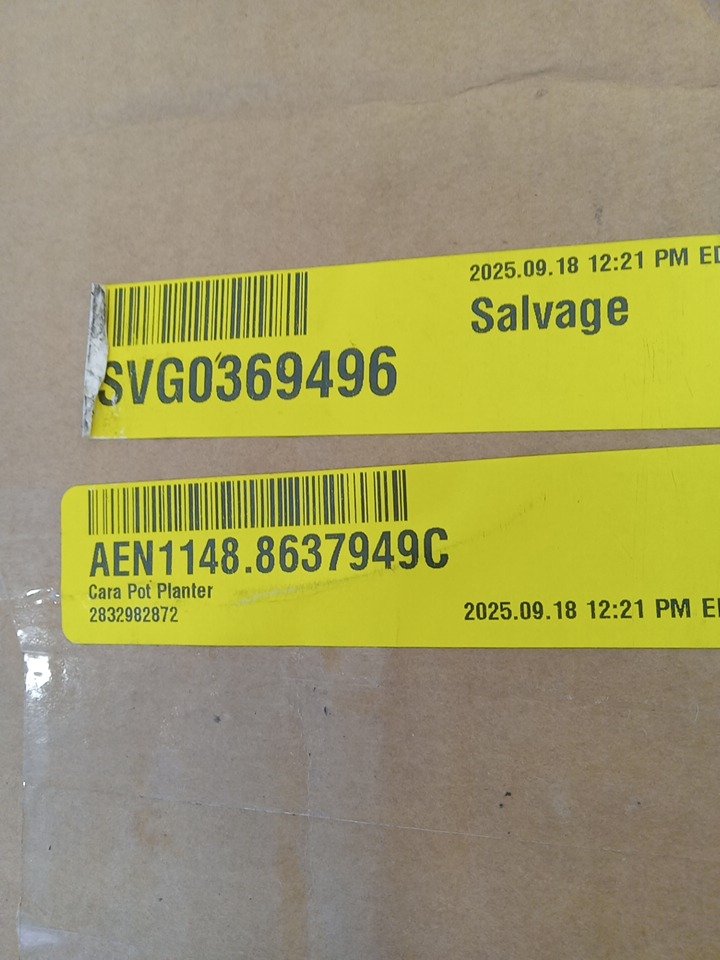 2025.09.18 12:21 PM
Salvage
SVG0369496
AEN1148.8637949C
Cara Pot Planter
2832982872
2025.09.18 12:21 PM